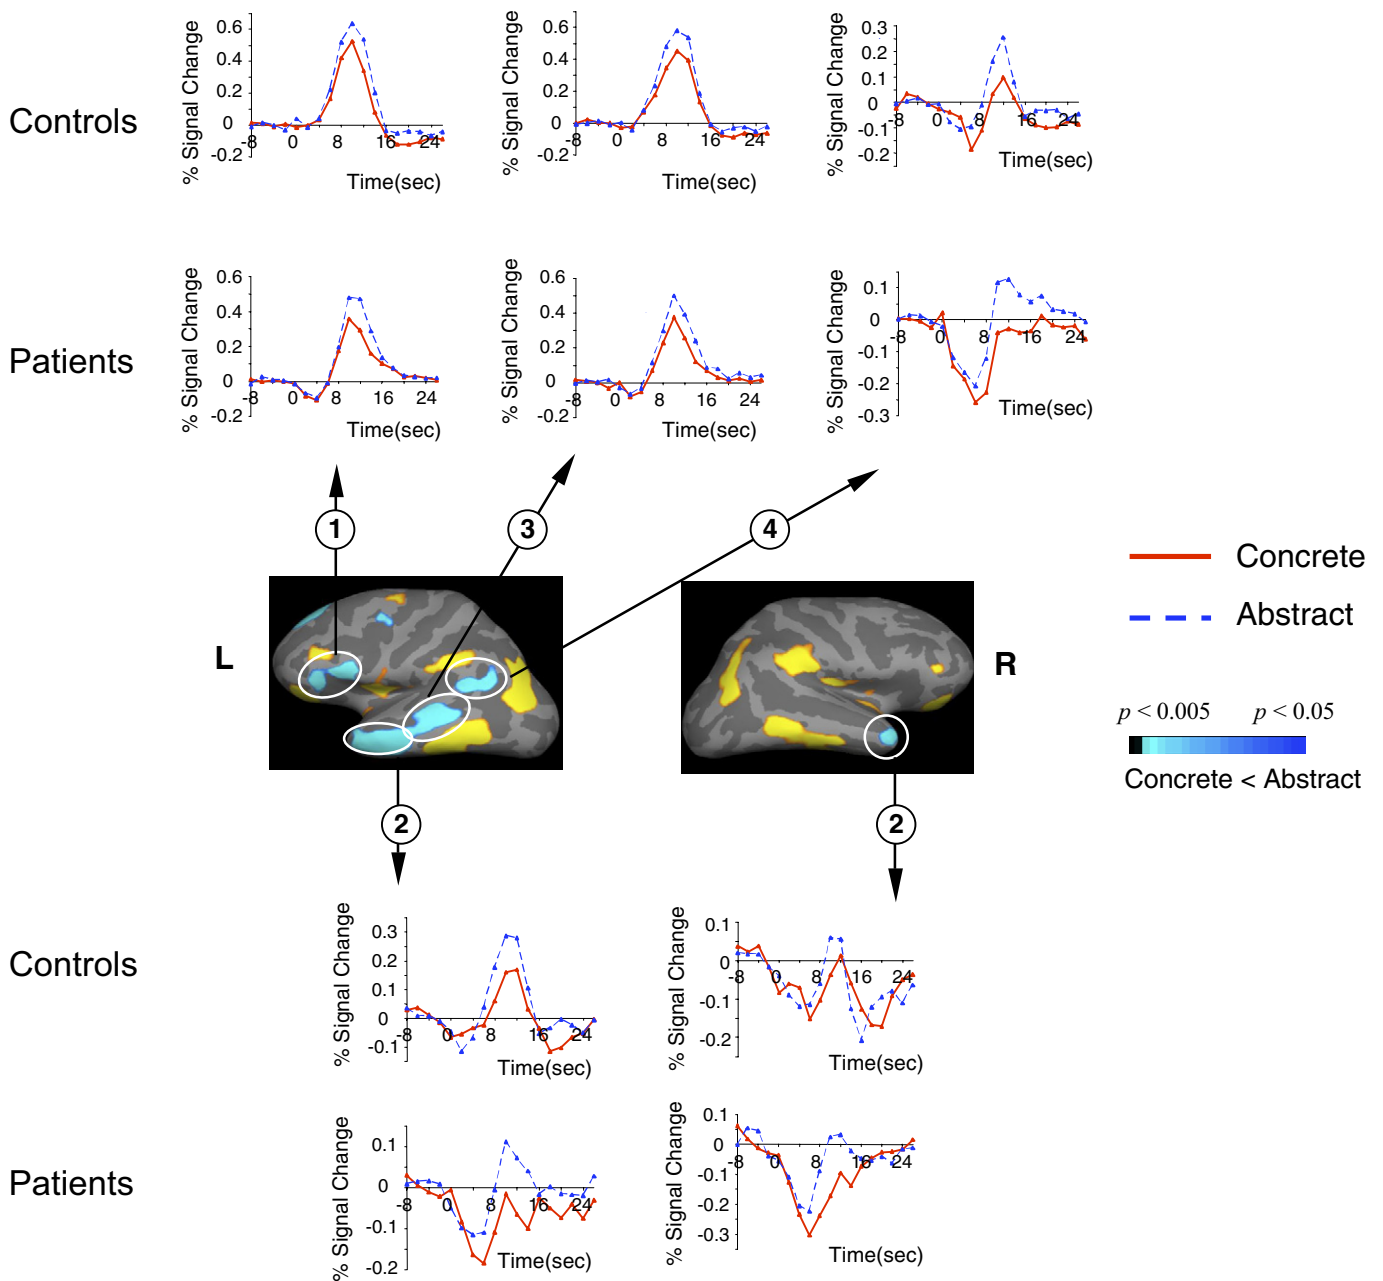 Controls
% Signal Change
0.6
0.4
0.2
0
-0.2
-8 0 8 16 24
Time(sec)
% Signal Change
0.6
0.4
0.2
0
-0.2
-8 0 8 16 24
Time(sec)
% Signal Change
0.3
0.2
0.1
0
-0.1
-0.2
-8 0 8 16 24
Time(sec)
Patients
% Signal Change
0.6
0.4
0.2
0
-0.2
-8 0 8 16 24
Time(sec)
% Signal Change
0.6
0.4
0.2
0
-0.2
-8 0 8 16 24
Time(sec)
% Signal Change
0.1
0
-0.1
-0.2
-0.3
-8 0 8 16 24
Time(sec)
1
3
4
L
R
Concrete
Abstract
p < 0.005 p < 0.05
Concrete < Abstract
2
2
Controls
% Signal Change
0.3
0.2
0.1
0
-0.1
-8 0 8 16 24
Time(sec)
% Signal Change
0.1
0
-0.1
-0.2
-8 0 8 16 24
Time(sec)
Patients
% Signal Change
0.1
0
-0.1
-0.2
-8 0 8 16 24
Time(sec)
% Signal Change
0.1
0
-0.1
-0.2
-0.3
-8 0 8 16 24
Time(sec)